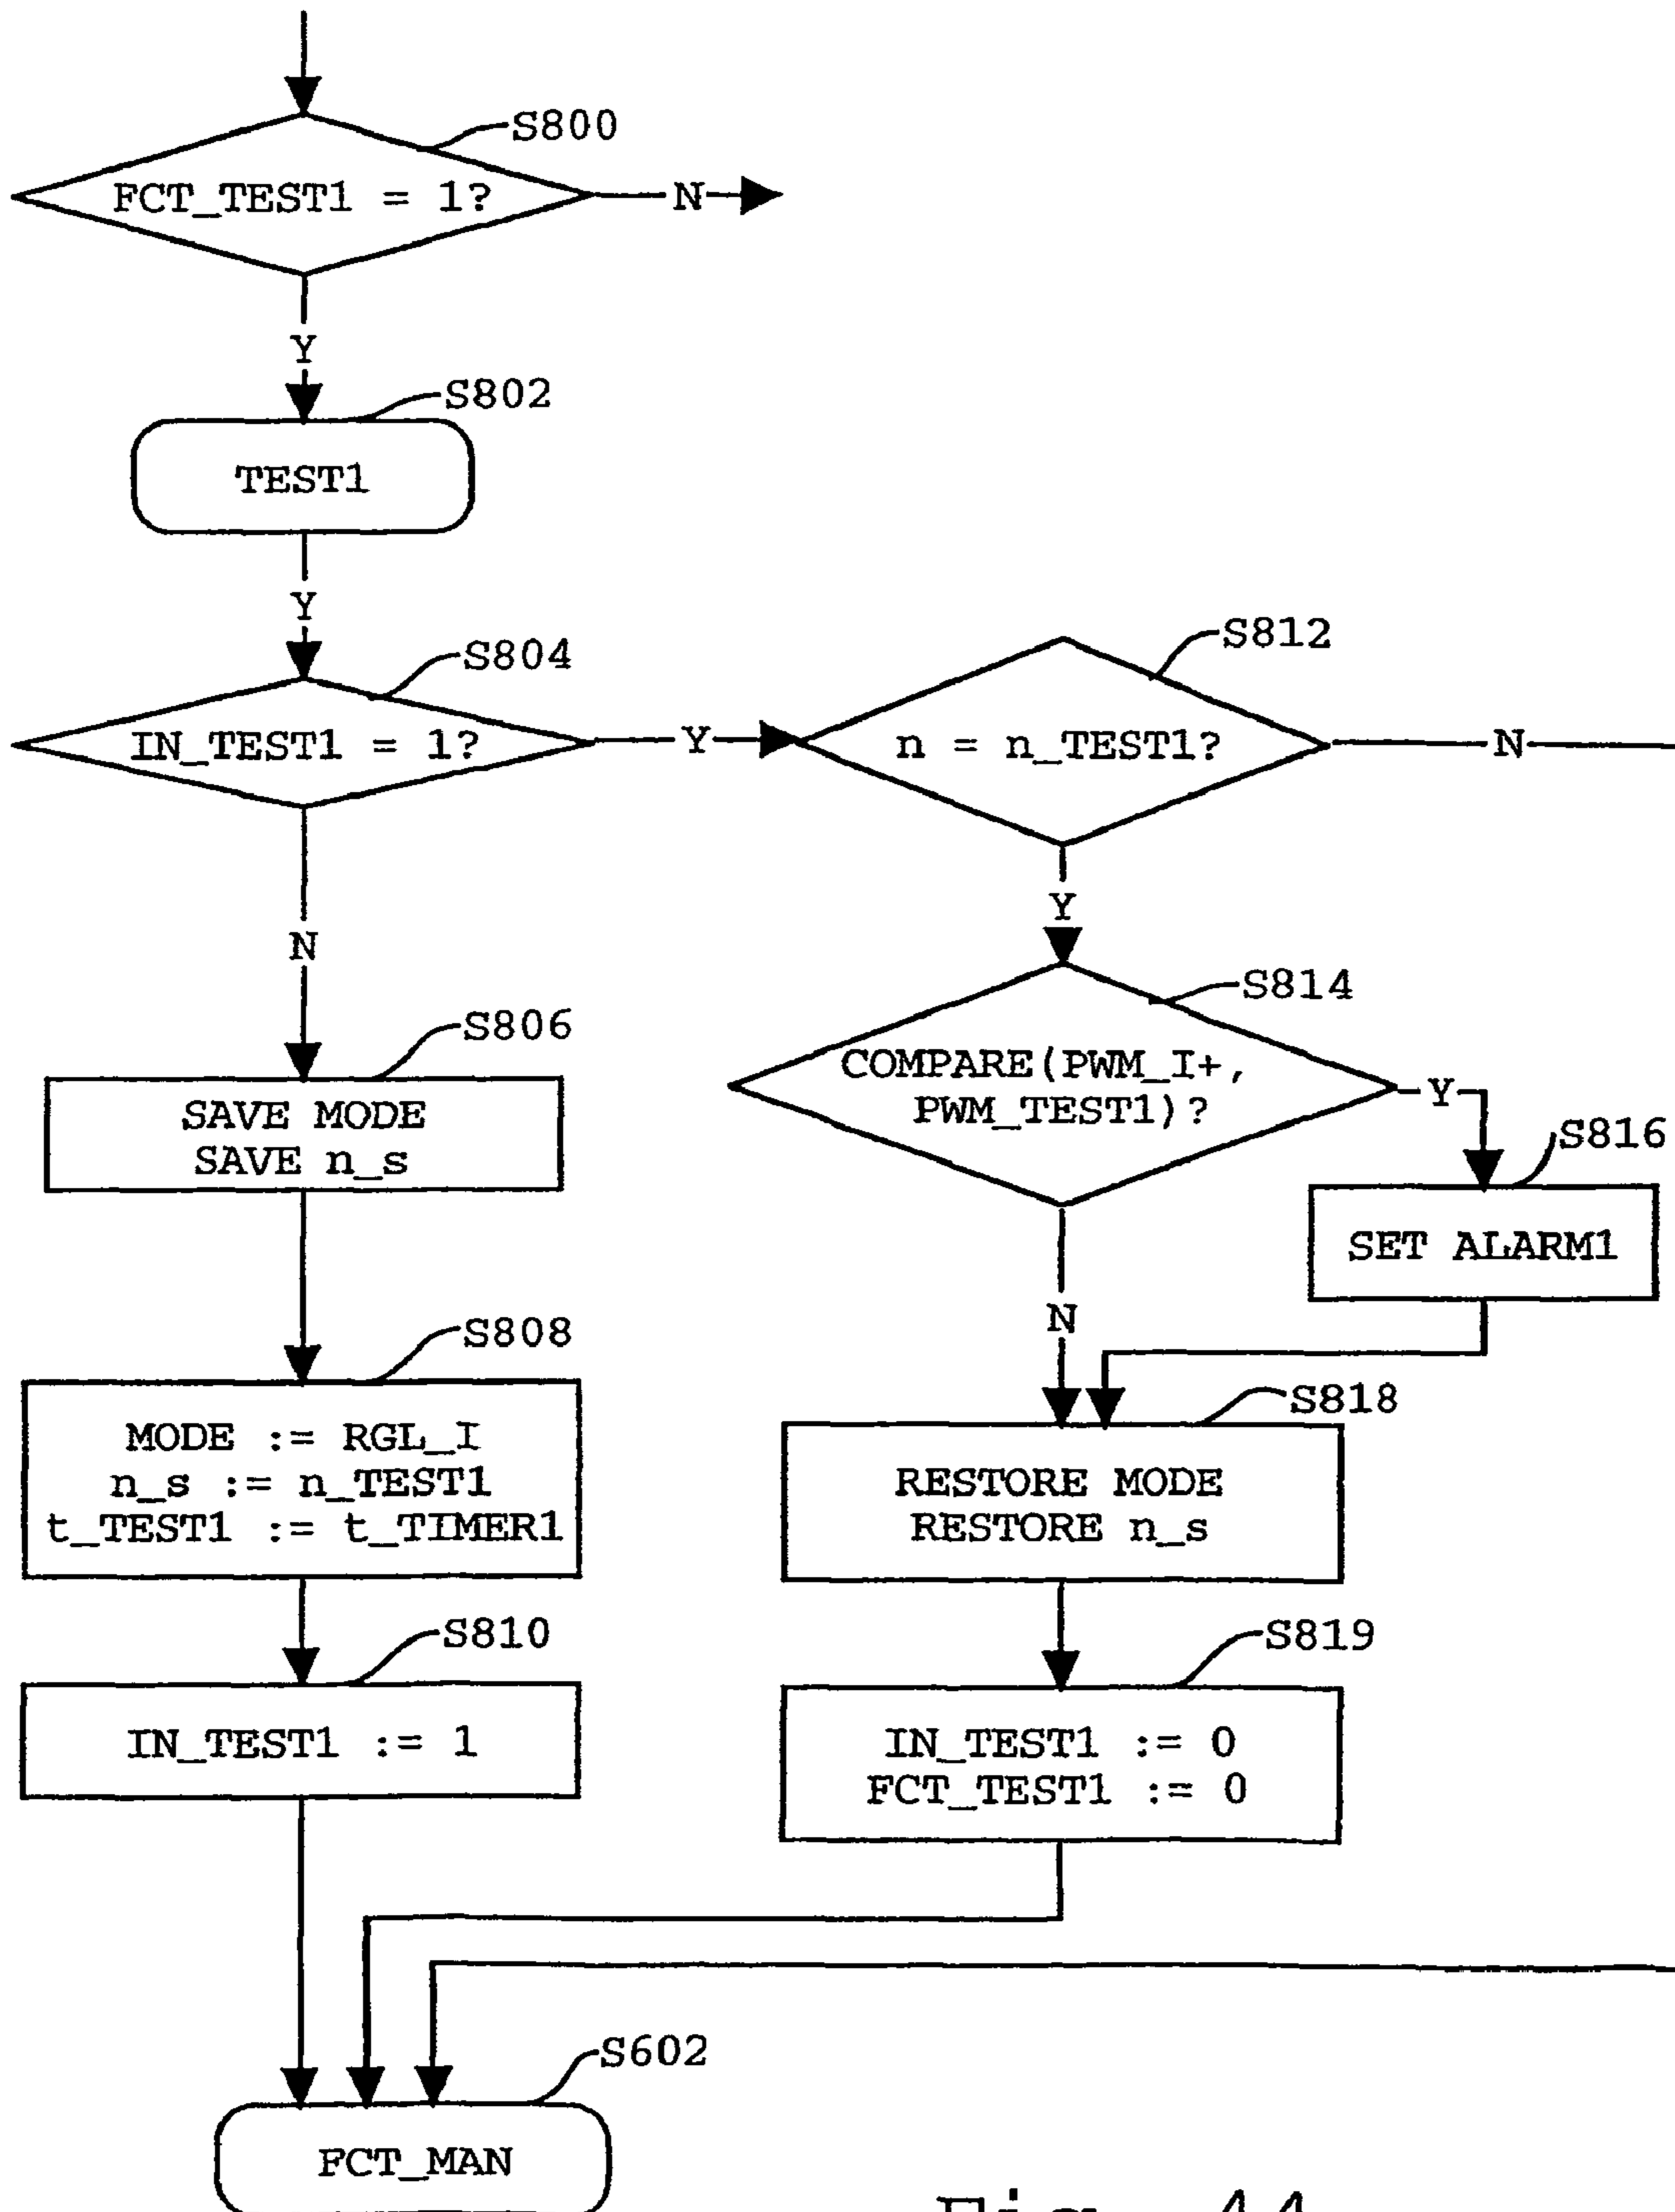 S800
FCT_TEST1 = 1?
N
Y
S802
TEST1
Y
S804
IN_TEST1 = 1?
Y
S812
n = n_TEST1?
N
Y
N
S814
COMPARE(PWM_I+,
PWM_TEST1)?
Y
S806
SAVE MODE
SAVE n_s
S816
SET ALARM1
N
S808
MODE := RGL_I
n_s := n_TEST1
t_TEST1 := t_TIMER1
S818
RESTORE MODE
RESTORE n_s
S810
IN_TEST1 := 1
S819
IN_TEST1 := 0
FCT_TEST1 := 0
S602
FCT_MAN
Fig. 44